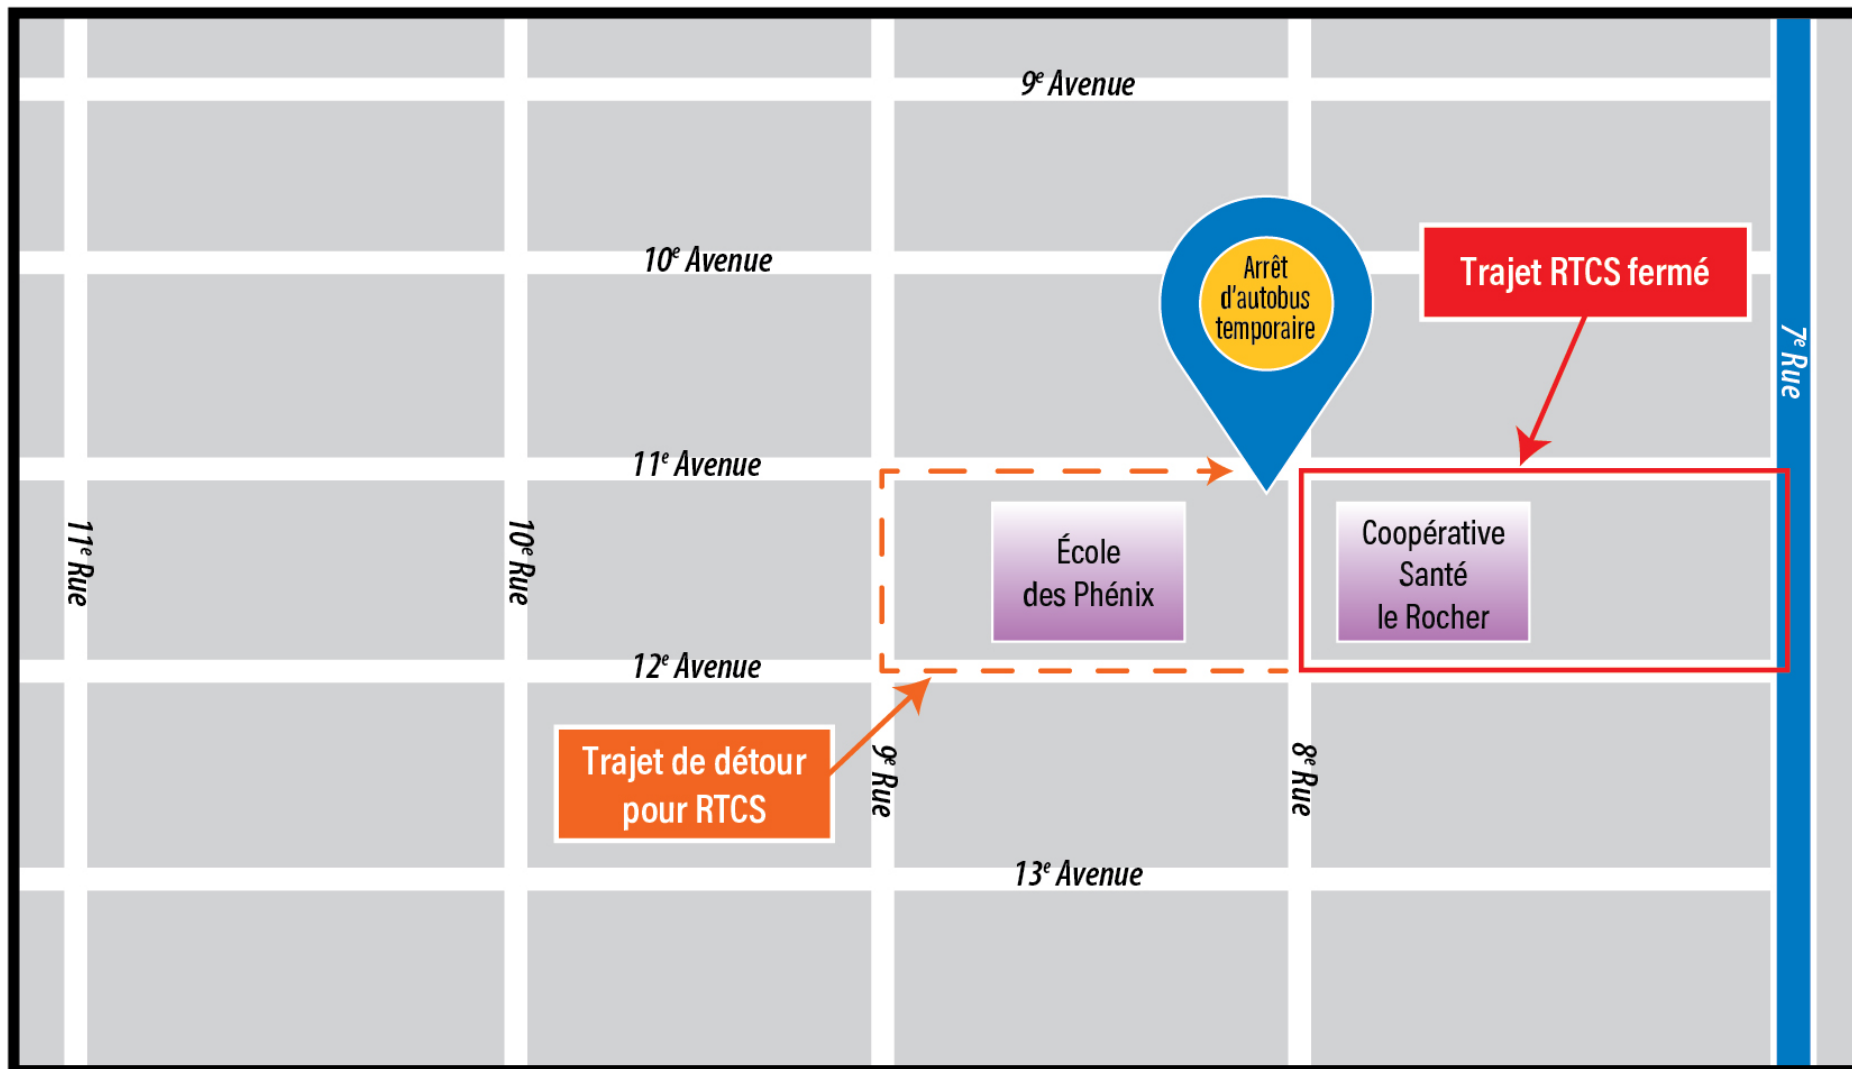 9e Avenue
10e Avenue
Arrêt
d'autobus
temporaire
Trajet RTCS fermé
7e Rue
11e Avenue
11e Rue
10e Rue
École
des Phénix
Coopérative
Santé
le Rocher
12e Avenue
Trajet de détour
pour RTCS
9e Rue
8e Rue
13e Avenue